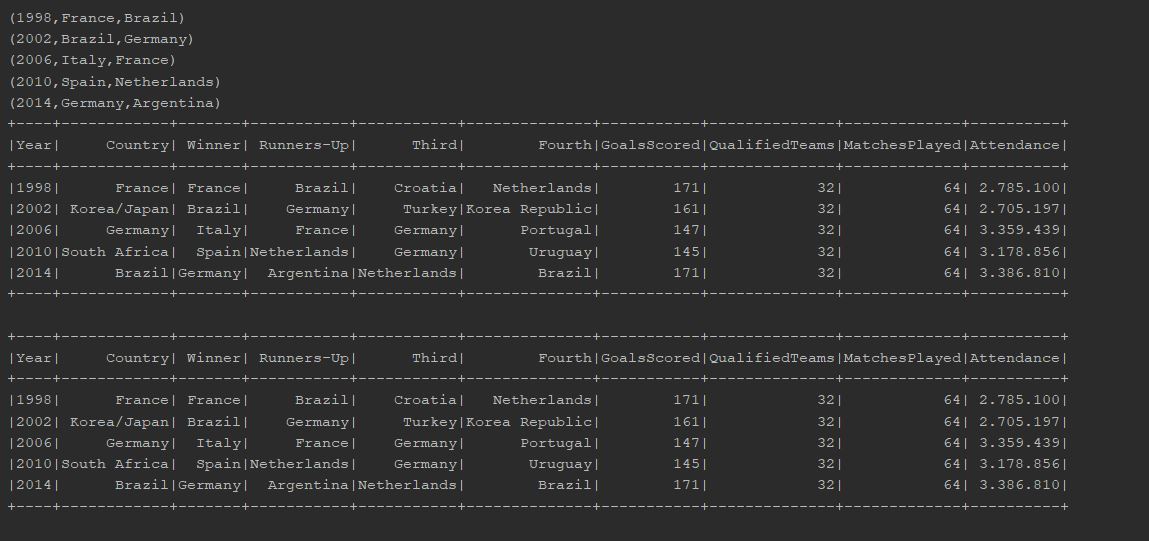 (1998,France,Brazil)
(2002,Brazil,Germany)
(2006,Italy,France)
(2010,Spain,Netherlands)
(2014,Germany,Argentina)
+----+------------+-------+-----------+-----------+--------------+-----------+--------------+-------------+----------+
|Year|     Country| Winner| Runners-Up|      Third|        Fourth|GoalsScored|QualifiedTeams|MatchesPlayed|Attendance|
+----+------------+-------+-----------+-----------+--------------+-----------+--------------+-------------+----------+
|1998|      France| France|     Brazil|    Croatia|   Netherlands|        171|            32|           64| 2.785.100|
|2002| Korea/Japan| Brazil|    Germany|     Turkey|Korea Republic|        161|            32|           64| 2.705.197|
|2006|     Germany|  Italy|     France|    Germany|      Portugal|        147|            32|           64| 3.359.439|
|2010|South Africa|  Spain|Netherlands|    Germany|       Uruguay|        145|            32|           64| 3.178.856|
|2014|      Brazil|Germany|  Argentina|Netherlands|        Brazil|        171|            32|           64| 3.386.810|
+----+------------+-------+-----------+-----------+--------------+-----------+--------------+-------------+----------+

+----+------------+-------+-----------+-----------+--------------+-----------+--------------+-------------+----------+
|Year|     Country| Winner| Runners-Up|      Third|        Fourth|GoalsScored|QualifiedTeams|MatchesPlayed|Attendance|
+----+------------+-------+-----------+-----------+--------------+-----------+--------------+-------------+----------+
|1998|      France| France|     Brazil|    Croatia|   Netherlands|        171|            32|           64| 2.785.100|
|2002| Korea/Japan| Brazil|    Germany|     Turkey|Korea Republic|        161|            32|           64| 2.705.197|
|2006|     Germany|  Italy|     France|    Germany|      Portugal|        147|            32|           64| 3.359.439|
|2010|South Africa|  Spain|Netherlands|    Germany|       Uruguay|        145|            32|           64| 3.178.856|
|2014|      Brazil|Germany|  Argentina|Netherlands|        Brazil|        171|            32|           64| 3.386.810|
+----+------------+-------+-----------+-----------+--------------+-----------+--------------+-------------+----------+